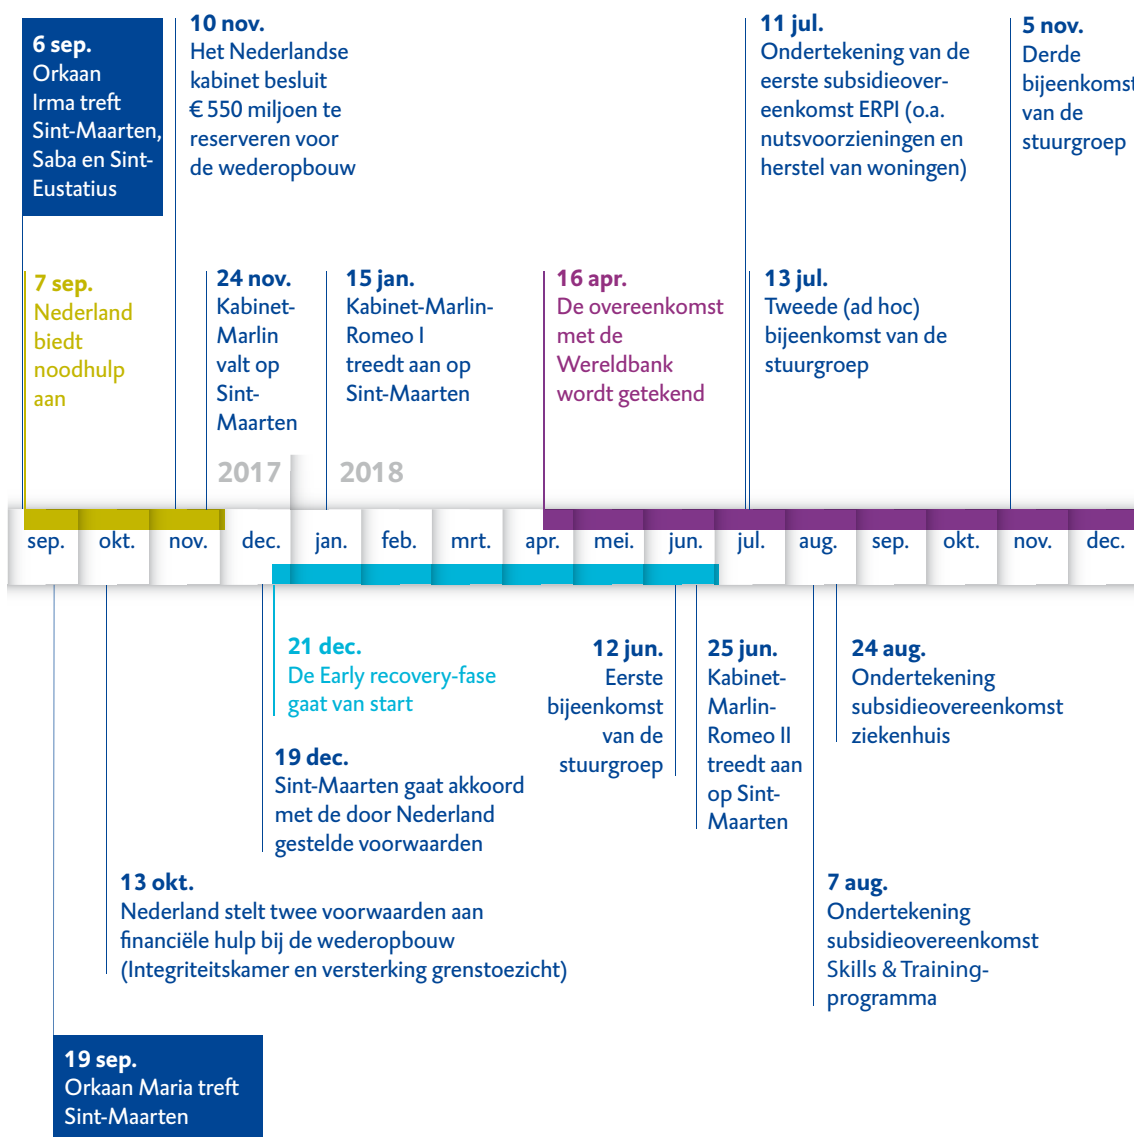 6 sep.
Orkaan
Irma treft
Sint-Maarten,
Saba en Sint-
Eustatius
10 nov.
Het Nederlandse
kabinet besluit
€ 550 miljoen te
reserveren voor
de wederopbouw
11 jul.
Ondertekening van de
eerste subsidieover-
eenkomst ERPI (o.a.
nutsvoorzieningen en
herstel van woningen)
5 nov.
Derde
bijeenkomst
van de
stuurgroep
7 sep.
Nederland
biedt
noodhulp
aan
24 nov.
Kabinet-
Marlin
valt op
Sint-
Maarten
15 jan.
Kabinet-Marlin-
Romeo I
treedt aan op
Sint-Maarten
16 apr.
De overeenkomst
met de
Wereldbank
wordt getekend
13 jul.
Tweede (ad hoc)
bijeenkomst van de
stuurgroep
2017 2018
sep. okt. nov. dec. jan. feb. mrt. apr. mei. jun. jul. aug. sep. okt. nov. dec.
21 dec.
De Early recovery-fase
gaat van start
12 jun.
Eerste
bijeenkomst
van de
stuurgroep
25 jun.
Kabinet-
Marlin-
Romeo II
treedt aan
op Sint-
Maarten
24 aug.
Ondertekening
subsidieovereenkomst
ziekenhuis
19 dec.
Sint-Maarten gaat akkoord
met de door Nederland
gestelde voorwaarden
13 okt.
Nederland stelt twee voorwaarden aan
financiële hulp bij de wederopbouw
(Integriteitskamer en versterking grenstoezicht)
7 aug.
Ondertekening
subsidieovereenkomst
Skills & Training-
programma
19 sep.
Orkaan Maria treft
Sint-Maarten